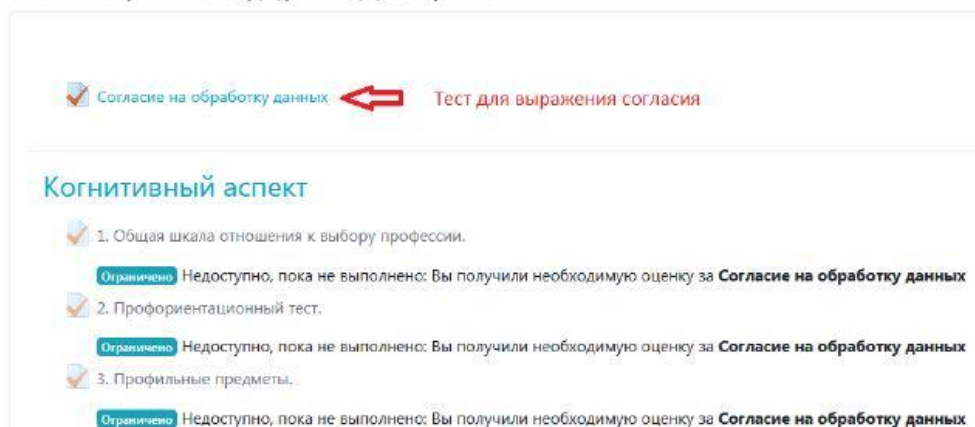 Согласие на обработку данных Тест для выражения согласия
Когнитивный аспект
1. Общая шкала отношения к выбору профессии.
Ограничено Недоступно, пока не выполнено: Вы получили необходимую оценку за Согласие на обработку данных
2. Профориентационный тест.
Ограничено Недоступно, пока не выполнено: Вы получили необходимую оценку за Согласие на обработку данных
3. Профильные предметы.
Ограничено Недоступно, пока не выполнено: Вы получили необходимую оценку за Согласие на обработку данных